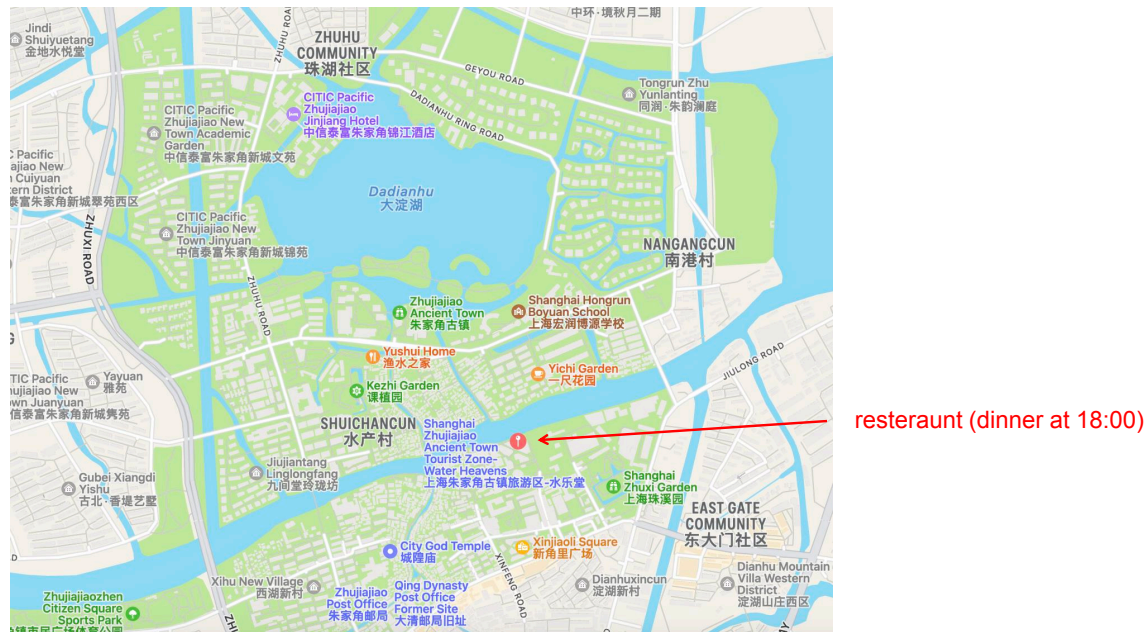 中环·境秋月二期
Jindi
Shuiyuetang
金地水悦堂
ZHUHU ROA
ZHUHU
COMMUNITY
珠湖社区
GEYOU ROAD
Tongrun Zhu
Yunlanting
同润·朱韵澜庭
CITIC Pacific
Zhujiajiao
Jinjiang Hotel
中信泰富朱家角锦江酒店
DADIANHU RING ROAD
CITIC Pacific
Zhujiajiao New
Town Academic
Garden
中信泰富朱家角新城文苑
C Pacific
ajiao New
n Cuiyuan
tern District
泰富朱家角新城翠苑西区
Dadianhu
大淀湖
CITIC Pacific
Zhujiajiao New
Town Jinyuan
中信泰富朱家角新城锦苑
ZHUXI ROAD
NANGANGCUN
南港村
ZHUHU ROAD
Zhujiajiao
Ancient Town
朱家角古镇
Shanghai Hongrun
Boyuan School
上海宏润博源学校
G
Yushui Home
渔水之家
Yichi Garden
一尺花园
JIULONG ROAD
TIC Pacific
ujiajiao New
wn Juanyuan
信泰富朱家角新城隽苑
Yayuan
雅苑
Kezhi Garden
课植园
SHUICHANCUN
水产村
Shanghai
Zhujiajiao
Ancient Town
Tourist Zone-
Water Heavens
上海朱家角古镇旅游区-水乐堂
resteraunt (dinner at 18:00)
Jiujiantang
Linglongfang
九间堂玲珑坊
Gubei Xiangdi
Yishu
古北·香堤艺墅
Shanghai
Zhuxi Garden
上海珠溪园
EAST GATE
COMMUNITY
东大门社区
City God Temple
城隍庙
Xinjiaoli Square
新角里广场
XINFENG ROAD
D
Xihu New Village
西湖新村
Zhujiajiao
Post Office
朱家角邮局
Qing Dynasty
Post Office
Former Site
大清邮局旧址
Dianhuxincun
淀湖新村
Dianhu Mountain
Villa Western
District
淀湖山庄西区
Zhujiajiaozhen
Citizen Square
Sports Park
镇市民广场体育公园